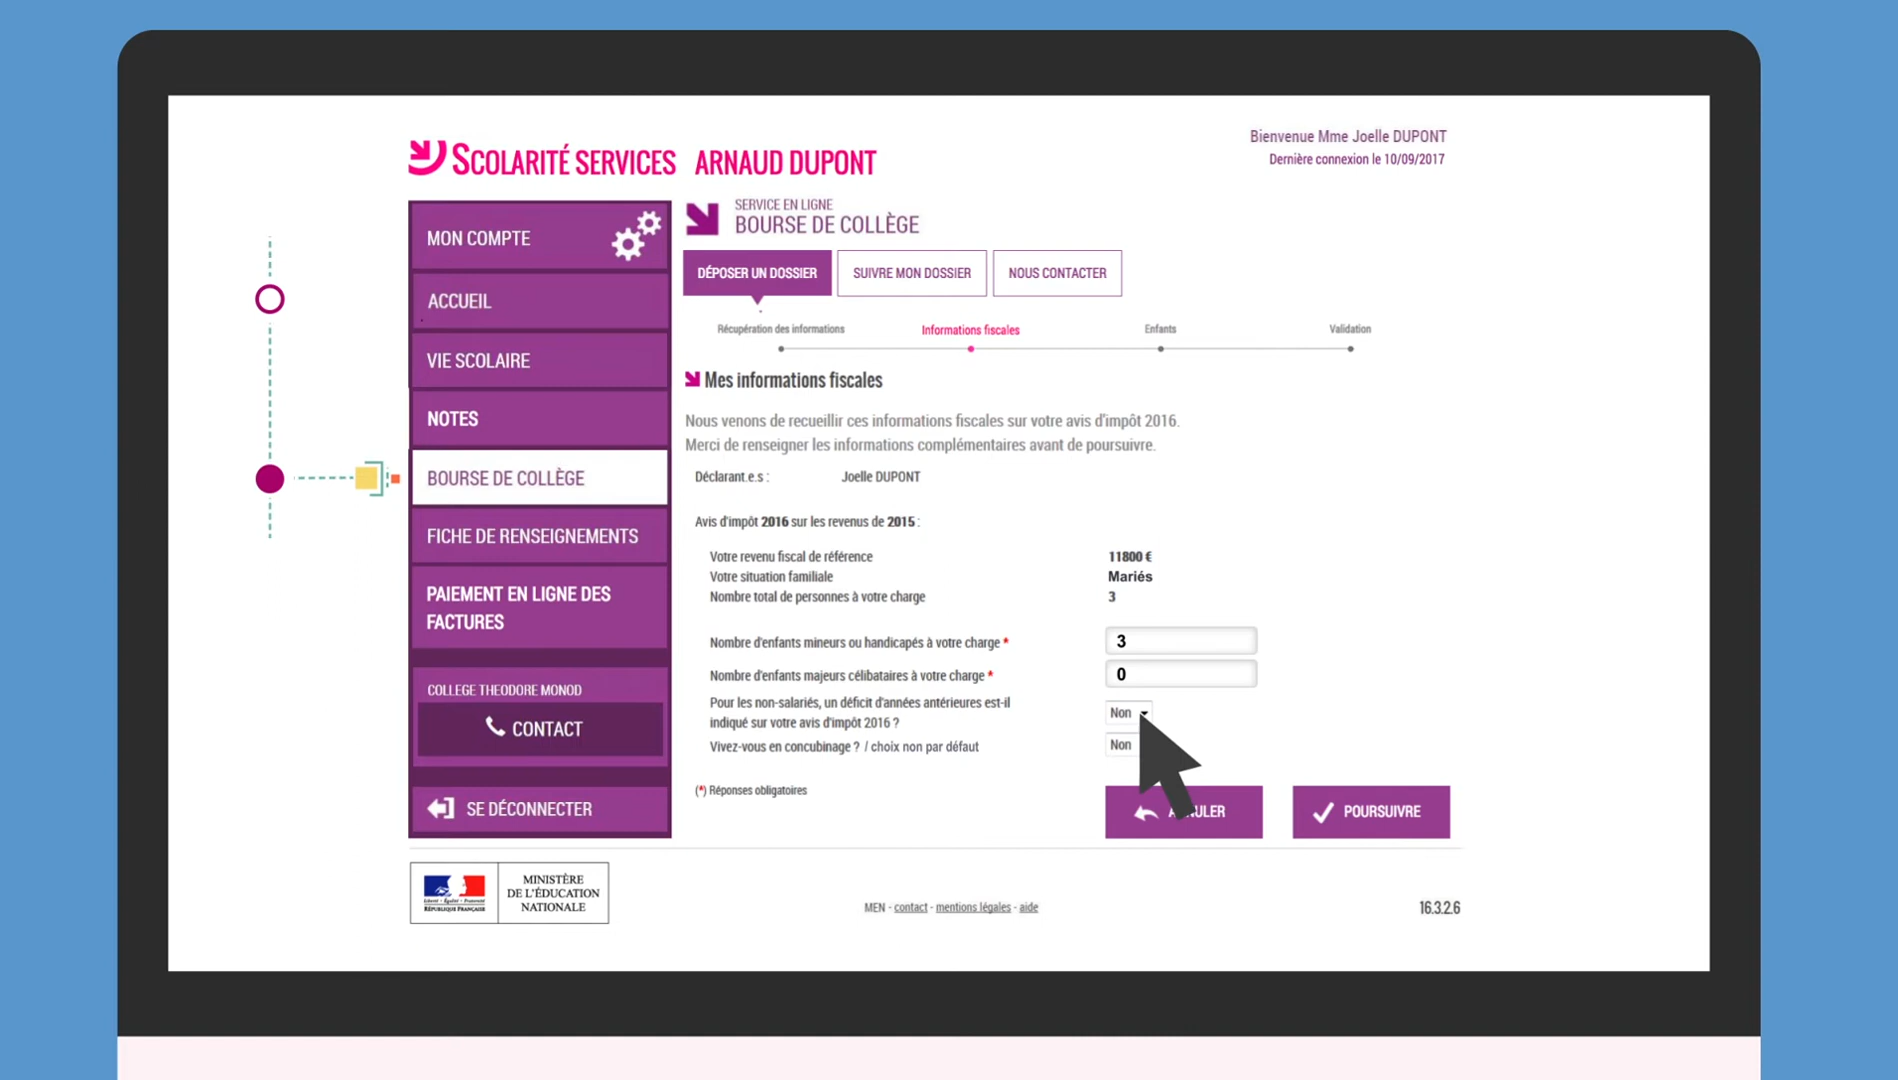 SCOLARITÉ SERVICES ARNAUD DUPONT
Bienvenue Mme Joelle DUPONT
Dernière connexion le 10/09/2017
MON COMPTE
ACCUEIL
VIE SCOLAIRE
NOTES
BOURSE DE COLLÈGE
FICHE DE RENSEIGNEMENTS
PAIEMENT EN LIGNE DES
FACTURES
COLLEGE THEODORE MONOD
CONTACT
SE DÉCONNECTER
SERVICE EN LIGNE
BOURSE DE COLLÈGE
DÉPOSER UN DOSSIER
SUIVRE MON DOSSIER
NOUS CONTACTER
Récupération des informations
Informations fiscales
Enfants
Validation
Mes informations fiscales
Nous venons de recueillir ces informations fiscales sur votre avis d'impôt 2016.
Merci de renseigner les informations complémentaires avant de poursuivre.
Déclarant.e.s : Joelle DUPONT
Avis d'impôt 2016 sur les revenus de 2015 :
Votre revenu fiscal de référence 11800 €
Votre situation familiale Mariés
Nombre total de personnes à votre charge 3
Nombre d'enfants mineurs ou handicapés à votre charge * 3
Nombre d'enfants majeurs célibataires à votre charge * 0
Pour les non-salariés, un déficit d'années antérieures est-il
indiqué sur votre avis d'impôt 2016 ? Non
Vivez-vous en concubinage ? / choix non par défaut Non
(*) Réponses obligatoires
ANNULER
POURSUIVRE
Liberté • Égalité • Fraternité
RÉPUBLIQUE FRANÇAISE
MINISTÈRE
DE L'ÉDUCATION
NATIONALE
MEN - contact - mentions légales - aide
16.3.2.6